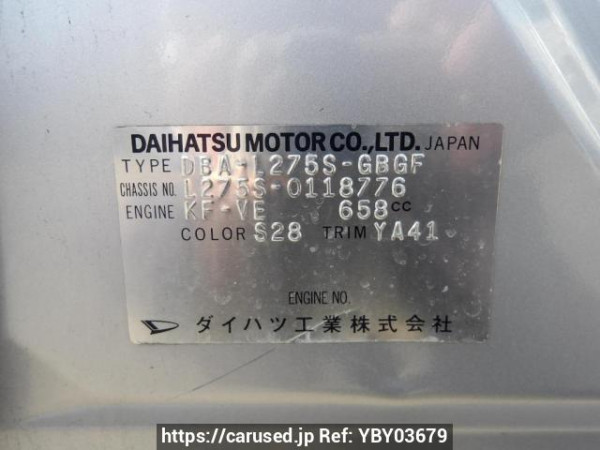 DAIHATSU MOTOR CO.,LTD. JAPAN
TYPE DBA-L275S-GBGF
CHASSIS NO. L275S-0118776
ENGINE KF-VE 658cc
COLOR S28 TRIM YA41
ENGINE NO.
ダイハツ工業株式会社
https://carused.jp Ref: YBY03679